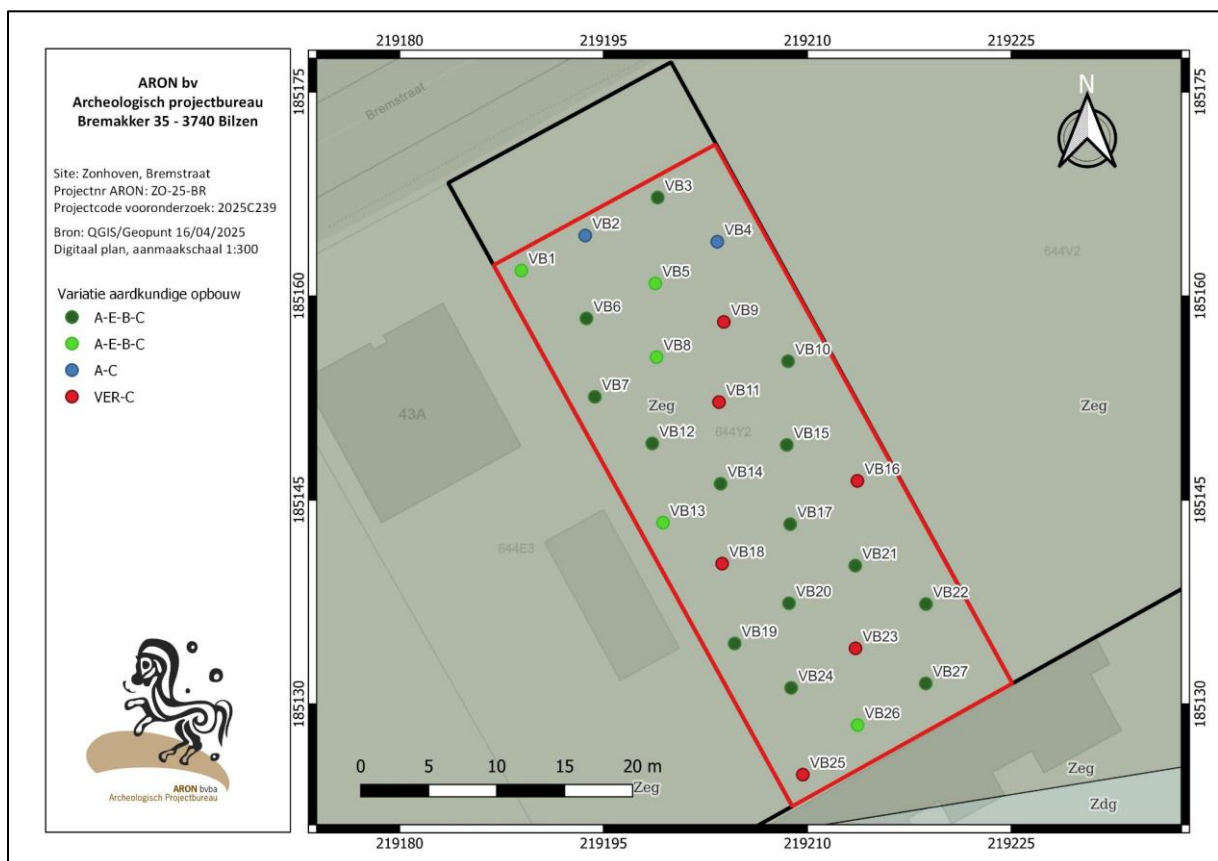 ARON bv
Archeologisch projectbureau
Bremakker 35 - 3740 Bilzen
Site: Zonhoven, Bremstraat
Projectnr ARON: ZO-25-BR
Projectcode vooronderzoek: 2025C239
Bron: QGIS/Geopunt 16/04/2025
Digitaal plan, aanmaakschaal 1:300
Variatie aardkundige opbouw
A-E-B-C
A-E-B-C
A-C
VER-C
ARON bvba
Archeologisch Projectbureau
219180 219195 219210 219225
185175
185160
185145
185130
185175
185160
185145
185130
N
Bremstraat
VB3
VB2
VB4
644V2
VB1
VB5
VB6
VB9
VB8
VB10
VB7
VB11
43A
Zeg
Zeg
644Y2
VB12
VB15
VB14
VB16
VB13
VB17
644E3
VB18
VB21
VB20
VB22
VB19
VB23
VB24
VB27
VB26
VB25
0 5 10 15 20 m
Zeg
Zeg
Zdg
219180 219195 219210 219225